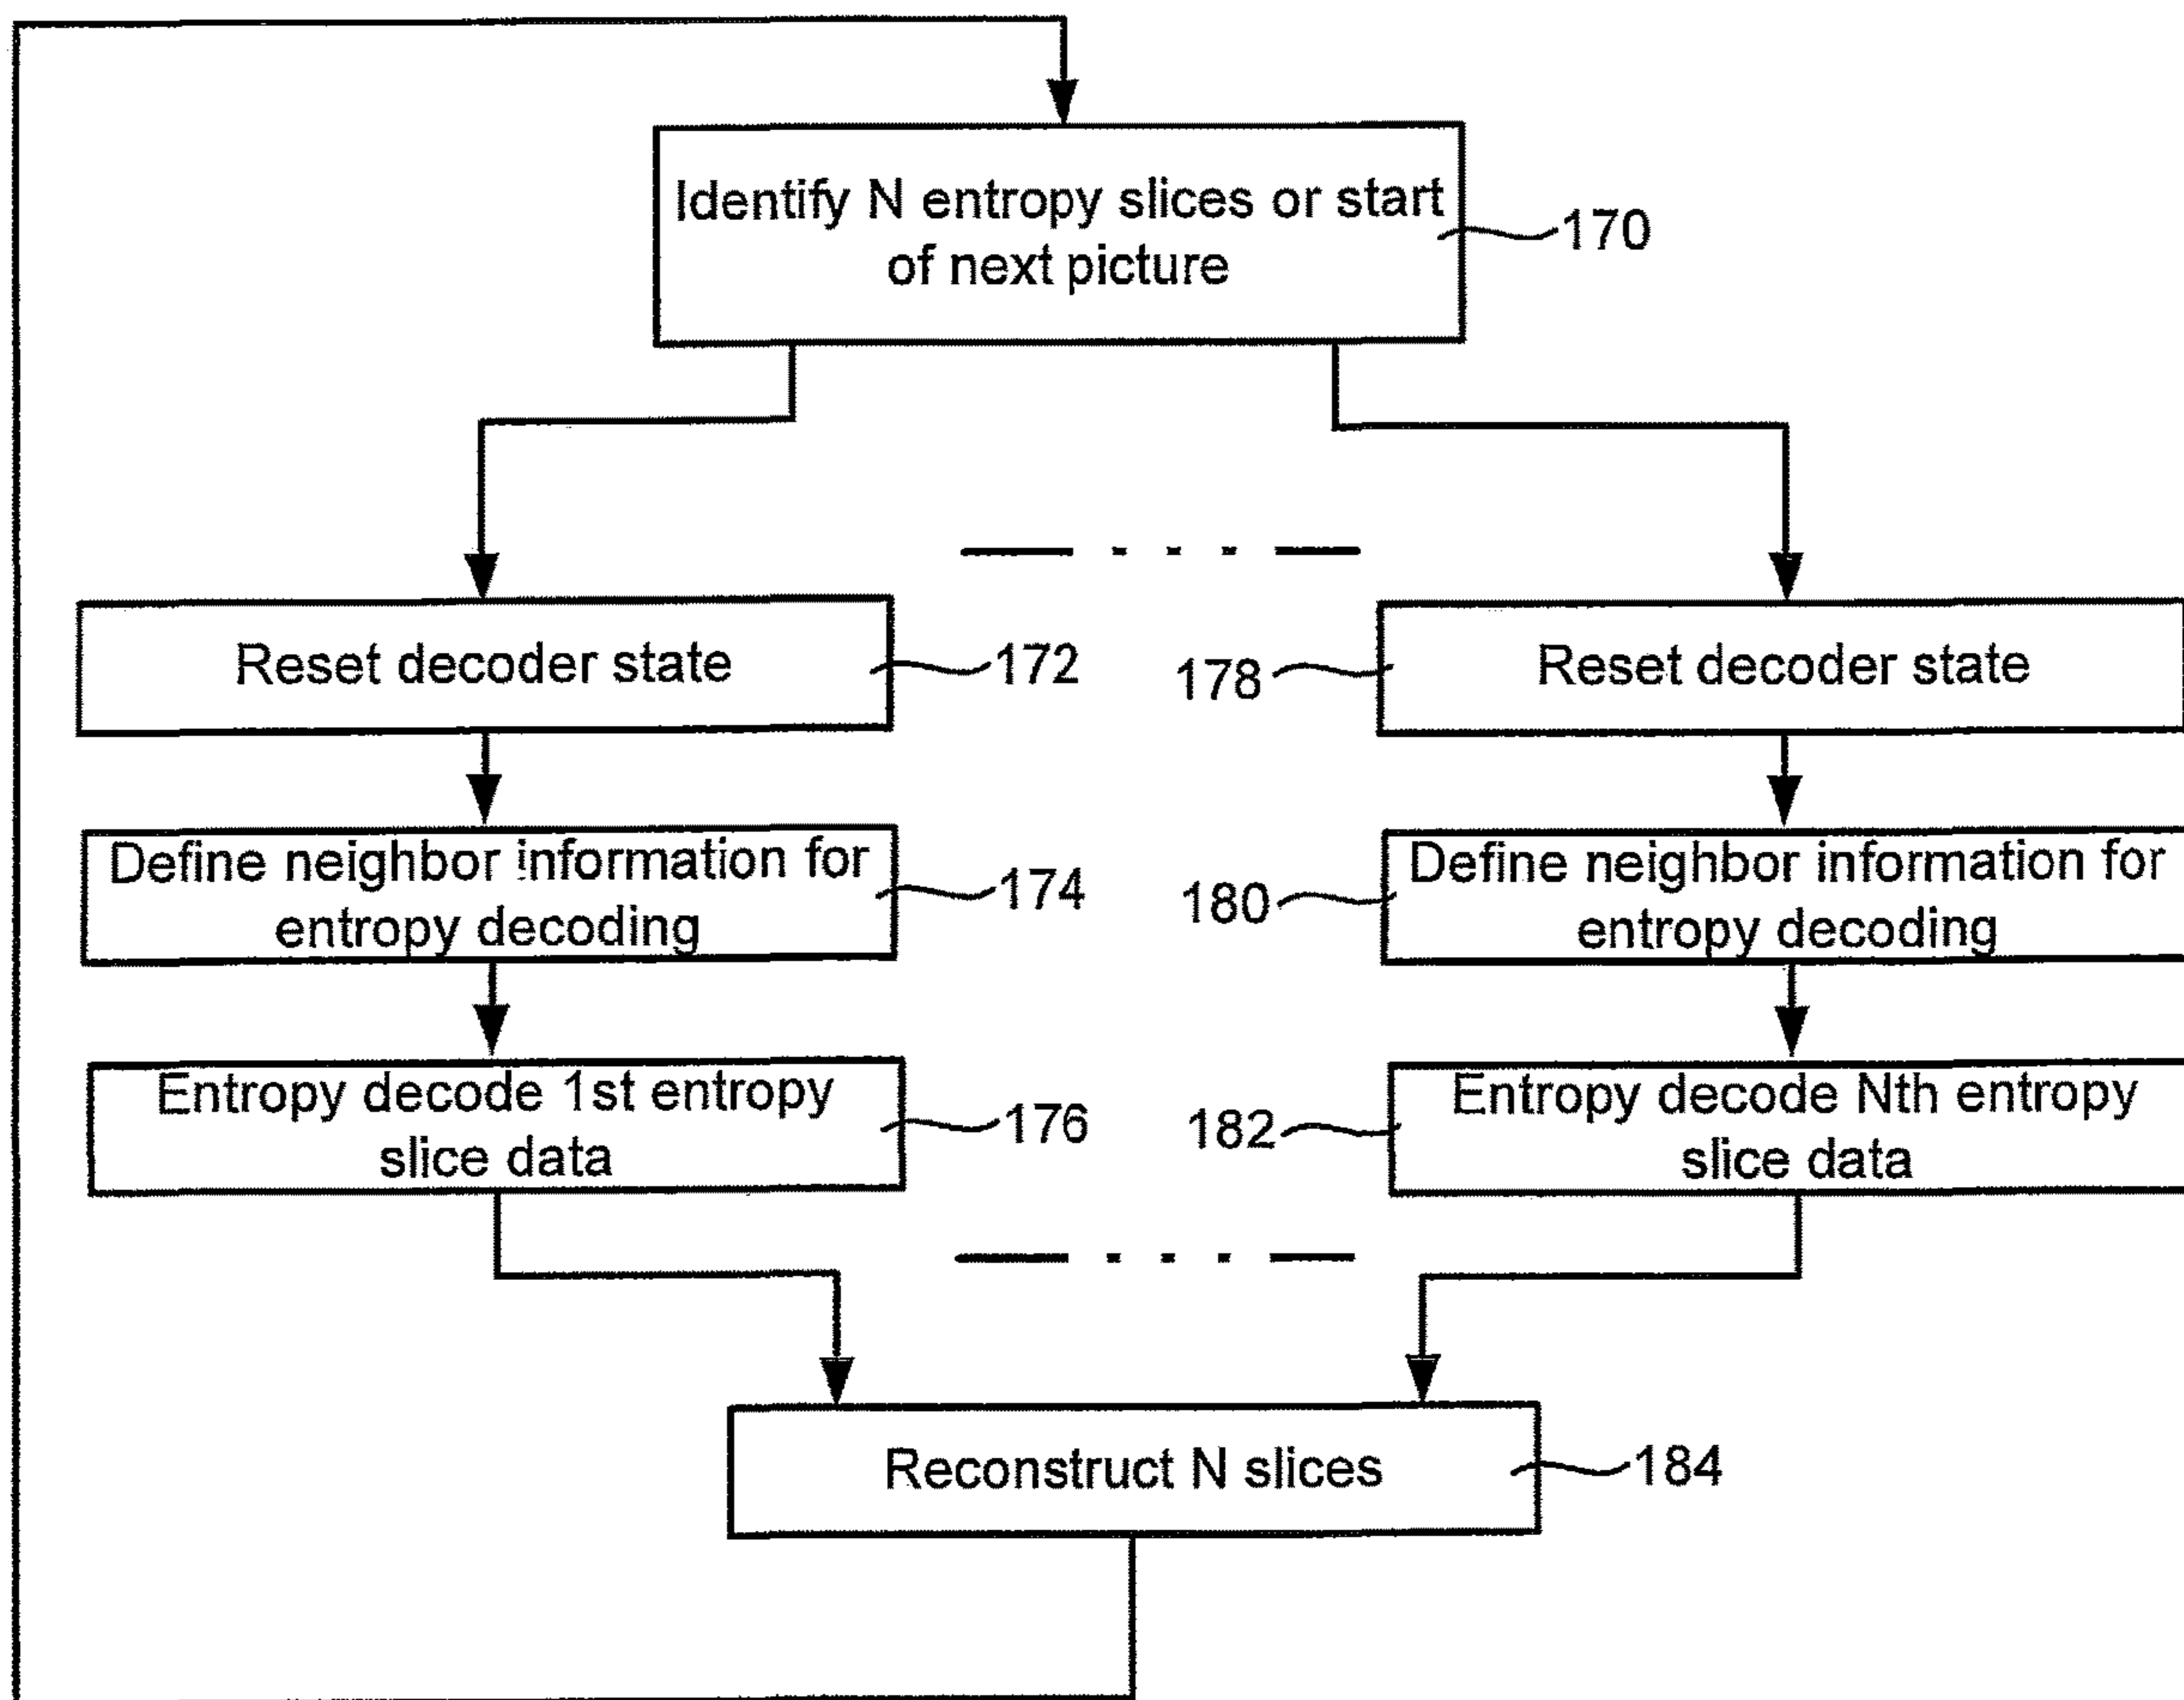 Identify N entropy slices or start
of next picture
170
Reset decoder state
172
178
Reset decoder state
Define neighbor information for
entropy decoding
174
180
Define neighbor information for
entropy decoding
Entropy decode 1st entropy
slice data
176
182
Entropy decode Nth entropy
slice data
Reconstruct N slices
184